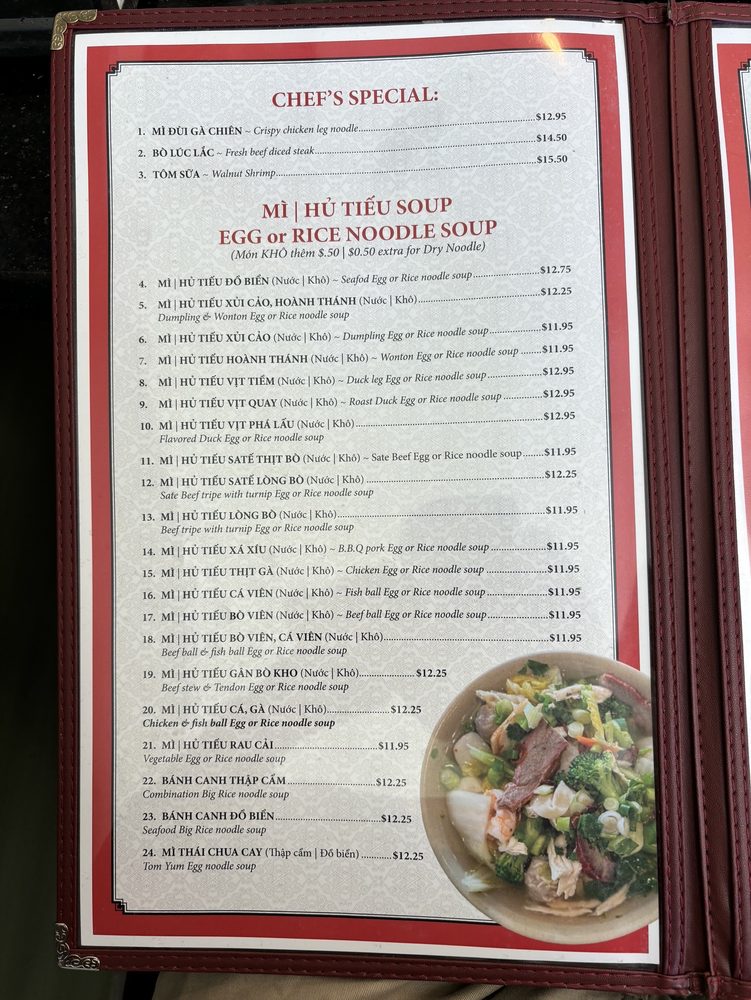 CHEF'S SPECIAL:
1. MÌ ĐÙI GÀ CHIÊN ~ Crispy chicken leg noodle $12.95
2. BÒ LÚC LẮC ~ Fresh beef diced steak $14.50
3. TÔM SỮA ~ Walnut Shrimp $15.50
MÌ | HỦ TIẾU SOUP
EGG or RICE NOODLE SOUP
(Món KHÔ thêm $.50 | $0.50 extra for Dry Noodle)
4. MÌ | HỦ TIẾU ĐỒ BIỂN (Nước | Khô) ~ Seafod Egg or Rice noodle soup $12.75
5. MÌ | HỦ TIẾU XỦI CẢO, HOÀNH THÁNH (Nước | Khô) $12.25
Dumpling & Wonton Egg or Rice noodle soup
6. MÌ | HỦ TIẾU XỦI CẢO (Nước | Khô) ~ Dumpling Egg or Rice noodle soup $11.95
7. MÌ | HỦ TIẾU HOÀNH THÁNH (Nước | Khô) ~ Wonton Egg or Rice noodle soup $11.95
8. MÌ | HỦ TIẾU VỊT TIỀM (Nước | Khô) ~ Duck leg Egg or Rice noodle soup $12.95
9. MÌ | HỦ TIẾU VỊT QUAY (Nước | Khô) ~ Roast Duck Egg or Rice noodle soup $12.95
10. MÌ | HỦ TIẾU VỊT PHÁ LẤU (Nước | Khô) $12.95
Flavored Duck Egg or Rice noodle soup
11. MÌ | HỦ TIẾU SATẾ THỊT BÒ (Nước | Khô) ~ Sate Beef Egg or Rice noodle soup $11.95
12. MÌ | HỦ TIẾU SATẾ LÒNG BÒ (Nước | Khô) $12.25
Sate Beef tripe with turnip Egg or Rice noodle soup
13. MÌ | HỦ TIẾU LÒNG BÒ (Nước | Khô) $11.95
Beef tripe with turnip Egg or Rice noodle soup
14. MÌ | HỦ TIẾU XÁ XÍU (Nước | Khô) ~ B.B.Q pork Egg or Rice noodle soup $11.95
15. MÌ | HỦ TIẾU THỊT GÀ (Nước | Khô) ~ Chicken Egg or Rice noodle soup $11.95
16. MÌ | HỦ TIẾU CÁ VIÊN (Nước | Khô) ~ Fish ball Egg or Rice noodle soup $11.95
17. MÌ | HỦ TIẾU BÒ VIÊN (Nước | Khô) ~ Beef ball Egg or Rice noodle soup $11.95
18. MÌ | HỦ TIẾU BÒ VIÊN, CÁ VIÊN (Nước | Khô) $11.95
Beef ball & fish ball Egg or Rice noodle soup
19. MÌ | HỦ TIẾU GÂN BÒ KHO (Nước | Khô) $12.25
Beef stew & Tendon Egg or Rice noodle soup
20. MÌ | HỦ TIẾU CÁ, GÀ (Nước | Khô) $12.25
Chicken & fish ball Egg or Rice noodle soup
21. MÌ | HỦ TIẾU RAU CẢI $11.95
Vegetable Egg or Rice noodle soup
22. BÁNH CANH THẬP CẨM $12.25
Combination Big Rice noodle soup
23. BÁNH CANH ĐỒ BIỂN $12.25
Seafood Big Rice noodle soup
24. MÌ THÁI CHUA CAY (Thập cẩm | Đồ biển) $12.25
Tom Yum Egg noodle soup